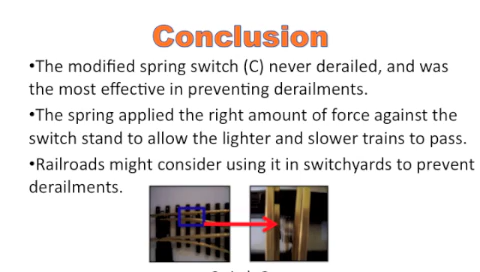 Conclusion
•The modified spring switch (C) never derailed, and was
the most effective in preventing derailments.
•The spring applied the right amount of force against the
switch stand to allow the lighter and slower trains to pass.
•Railroads might consider using it in switchyards to prevent
derailments.